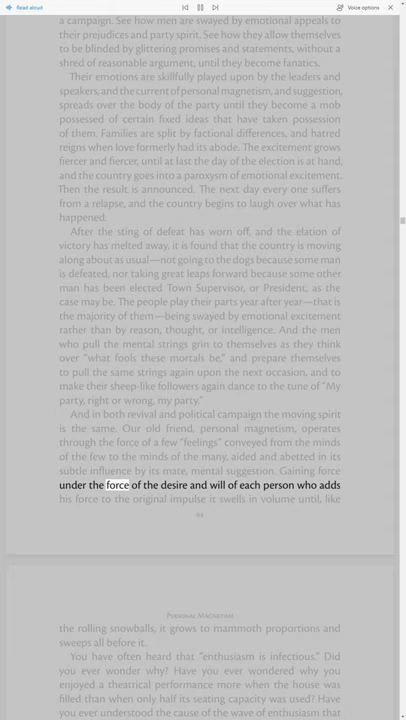 Read aloud
Voice options
a campaign. See how men are swayed by emotional appeals to
their prejudices and party spirit. See how they allow themselves
to be blinded by glittering promises and statements, without a
shred of reasonable argument, until they become fanatics.
Their emotions are skillfully played upon by the leaders and
speakers, and the current of personal magnetism, and suggestion,
spreads over the body of the party until they become a mob
possessed of certain fixed ideas that have taken possession
of them. Families are split by factional differences, and hatred
reigns when love formerly had its abode. The excitement grows
fiercer and fiercer, until at last the day of the election is at hand,
and the country goes into a paroxysm of emotional excitement.
Then the result is announced. The next day every one suffers
from a relapse, and the country begins to laugh over what has
happened.
After the sting of defeat has worn off, and the elation of
victory has melted away, it is found that the country is moving
along about as usual—not going to the dogs because some man
is defeated, nor taking great leaps forward because some other
man has been elected Town Supervisor, or President, as the
case may be. The people play their parts year after year—that is
the majority of them—being swayed by emotional excitement
rather than by reason, thought, or intelligence. And the men
who pull the mental strings grin to themselves as they think
over “what fools these mortals be,” and prepare themselves
to pull the same strings again upon the next occasion, and to
make their sheep-like followers again dance to the tune of “My
party, right or wrong, my party.”
And in both revival and political campaign the moving spirit
is the same. Our old friend, personal magnetism, operates
through the force of a few “feelings” conveyed from the minds
of the few to the minds of the many, aided and abetted in its
subtle influence by its mate, mental suggestion. Gaining force
under the force of the desire and will of each person who adds
his force to the original impulse it swells in volume until, like
Personal Magnetism
the rolling snowballs, it grows to mammoth proportions and
sweeps all before it.
You have often heard that “enthusiasm is infectious.” Did
you ever wonder why? Have you ever wondered why you
enjoyed a theatrical performance more when the house was
filled than when only half its seating capacity was used? Have
you ever understood the cause of the wave of enthusiasm that